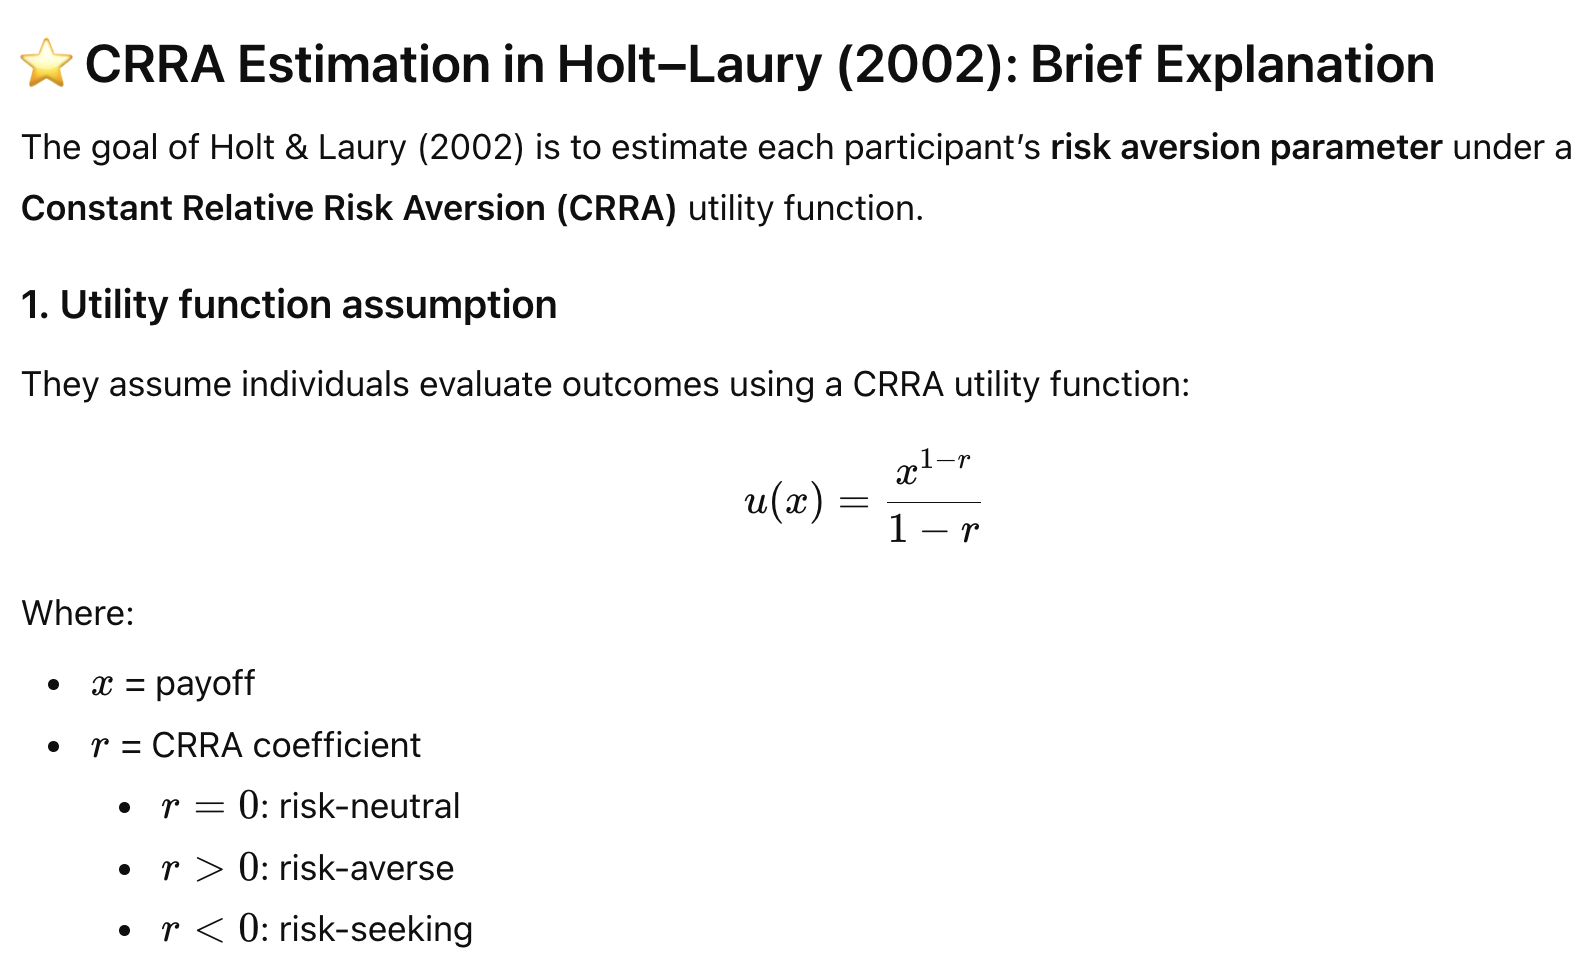 ⭐ CRRA Estimation in Holt–Laury (2002): Brief Explanation
The goal of Holt & Laury (2002) is to estimate each participant’s risk aversion parameter under a
Constant Relative Risk Aversion (CRRA) utility function.
1. Utility function assumption
They assume individuals evaluate outcomes using a CRRA utility function:
u(x) = \frac{x^{1-r}}{1-r}
Where:
• x = payoff
• r = CRRA coefficient
• r = 0: risk-neutral
• r > 0: risk-averse
• r < 0: risk-seeking